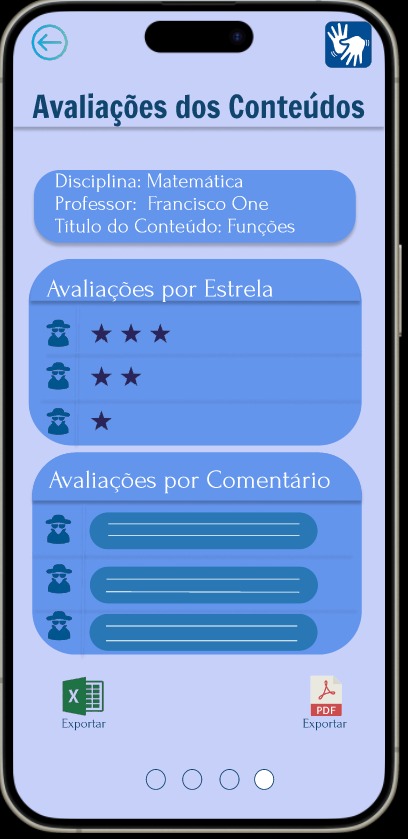 Avaliações dos Conteúdos
Disciplina: Matemática
Professor: Francisco One
Título do Conteúdo: Funções
Avaliações por Estrela
Avaliações por Comentário
X
PDF
Exportar
Exportar